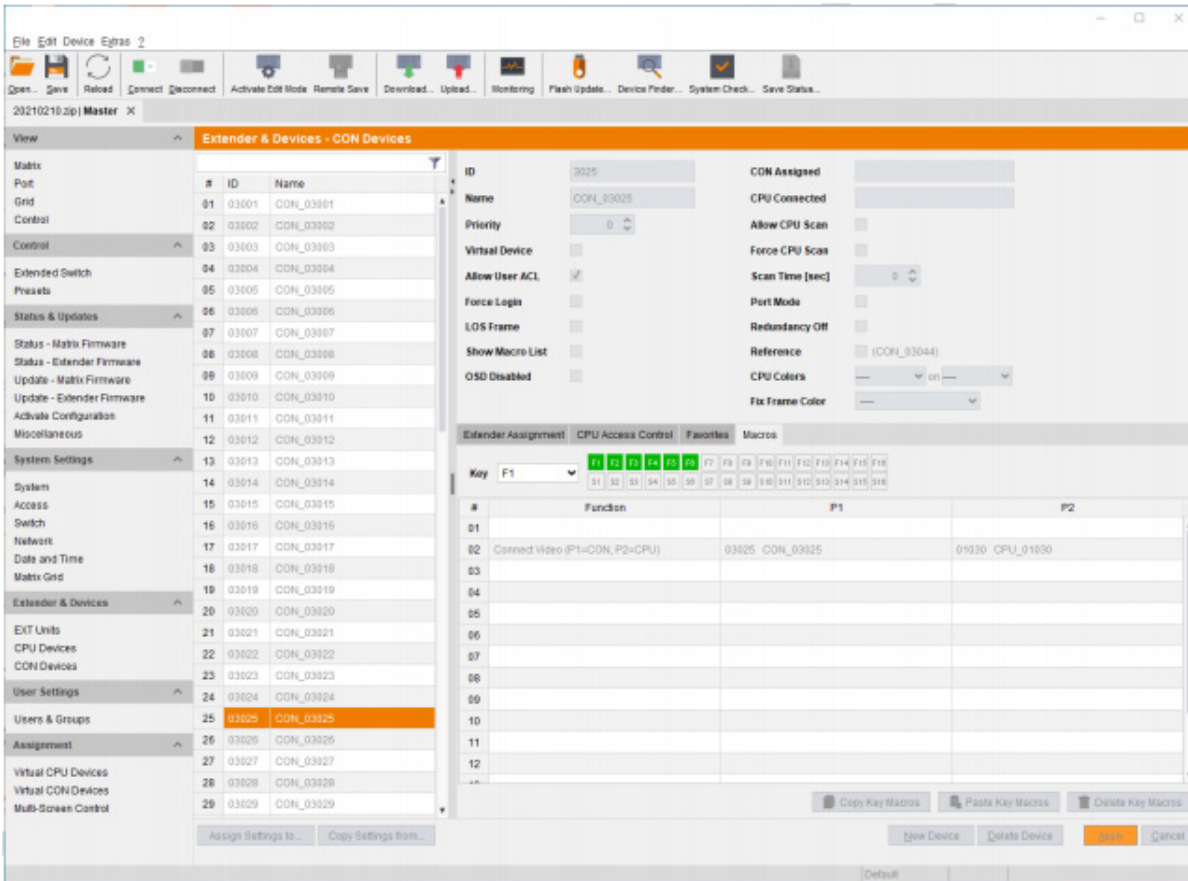 File Edit Device Extras ?
Open... Save Reload Connect Disconnect Activate Edit Mode Remote Save Download... Upload... Monitoring Flash Update... Device Finder... System Check... Save Status...
20210210.zip | Master X
View
Matrix
Port
Grid
Control
Control
Extended Switch
Presets
Status & Updates
Status - Matrix Firmware
Status - Extender Firmware
Update - Matrix Firmware
Update - Extender Firmware
Activate Configuration
Miscellaneous
System Settings
System
Access
Switch
Network
Date and Time
Matrix Grid
Extender & Devices
EXT Units
CPU Devices
CON Devices
User Settings
Users & Groups
Assignment
Virtual CPU Devices
Virtual CON Devices
Multi-Screen Control
Extender & Devices - CON Devices
# ID Name
01 03001 CON_03001
02 03002 CON_03002
03 03003 CON_03003
04 03004 CON_03004
05 03005 CON_03005
06 03006 CON_03006
07 03007 CON_03007
08 03008 CON_03008
09 03009 CON_03009
10 03010 CON_03010
11 03011 CON_03011
12 03012 CON_03012
13 03013 CON_03013
14 03014 CON_03014
15 03015 CON_03015
16 03016 CON_03016
17 03017 CON_03017
18 03018 CON_03018
19 03019 CON_03019
20 03020 CON_03020
21 03021 CON_03021
22 03022 CON_03022
23 03023 CON_03023
24 03024 CON_03024
25 03025 CON_03025
26 03026 CON_03026
27 03027 CON_03027
28 03028 CON_03028
29 03029 CON_03029
Assign Settings to... Copy Settings from...
ID 3025
Name CON_03025
Priority 0
Virtual Device
Allow User ACL
Force Login
LOS Frame
Show Macro List
OSD Disabled
CON Assigned
CPU Connected
Allow CPU Scan
Force CPU Scan
Scan Time [sec] 0
Port Mode
Redundancy Off
Reference (CON_03044)
CPU Colors — on —
Fix Frame Color —
Extender Assignment CPU Access Control Favorites Macros
Key F1
F1 F2 F3 F4 F5 F6 F7 F8 F9 F10 F11 F12 F13 F14 F15 F16
S1 S2 S3 S4 S5 S6 S7 S8 S9 S10 S11 S12 S13 S14 S15 S16
# Function P1 P2
01
02 Connect Video (P1=CON, P2=CPU) 03025 CON_03025 01030 CPU_01030
03
04
05
06
07
08
09
10
11
12
Copy Key Macros Paste Key Macros Delete Key Macros
New Device Delete Device Apply Cancel
Default